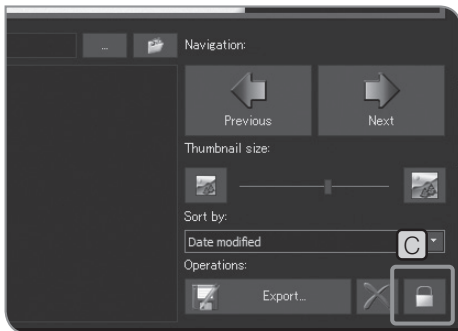 ... Navigation:
Previous Next
Thumbnail size:
Sort by:
Date modified C
Operations:
Export...